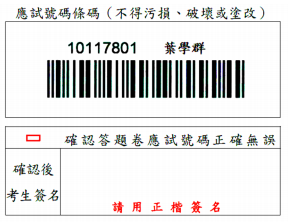 應試號碼條碼（不得污損、破壞或塗改）
10117801 葉學群
確認答題卷應試號碼正確無誤
確認後
考生簽名
請用正楷簽名